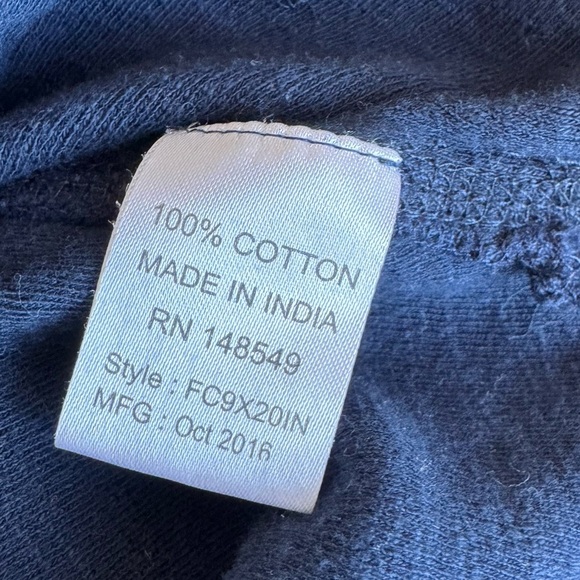 100% COTTON
MADE IN INDIA
RN 148549
Style : FC9X20IN
MFG : Oct 2016